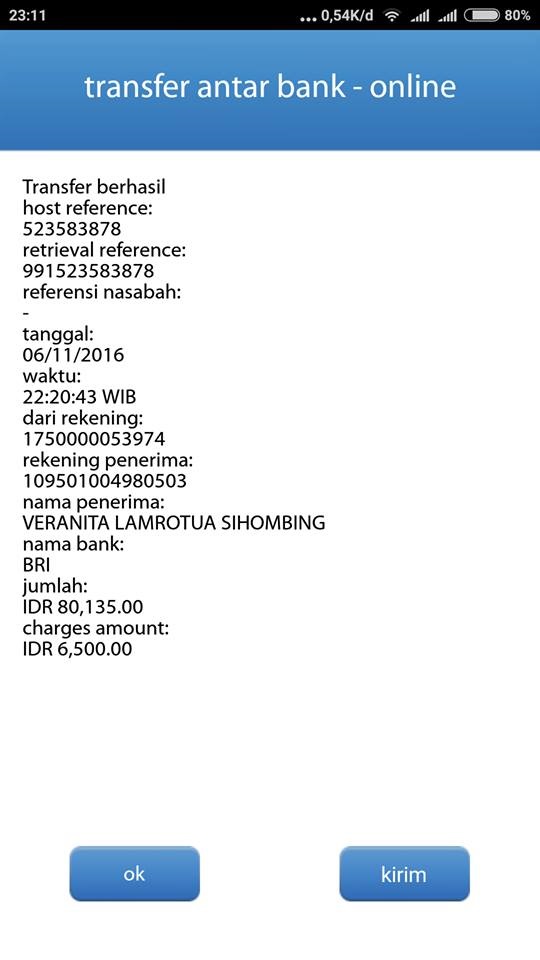 23:11
... 0,54K/d
80%
transfer antar bank - online
Transfer berhasil
host reference:
523583878
retrieval reference:
991523583878
referensi nasabah:
-
tanggal:
06/11/2016
waktu:
22:20:43 WIB
dari rekening:
1750000053974
rekening penerima:
109501004980503
nama penerima:
VERANITA LAMROTUA SIHOMBING
nama bank:
BRI
jumlah:
IDR 80,135.00
charges amount:
IDR 6,500.00
ok
kirim